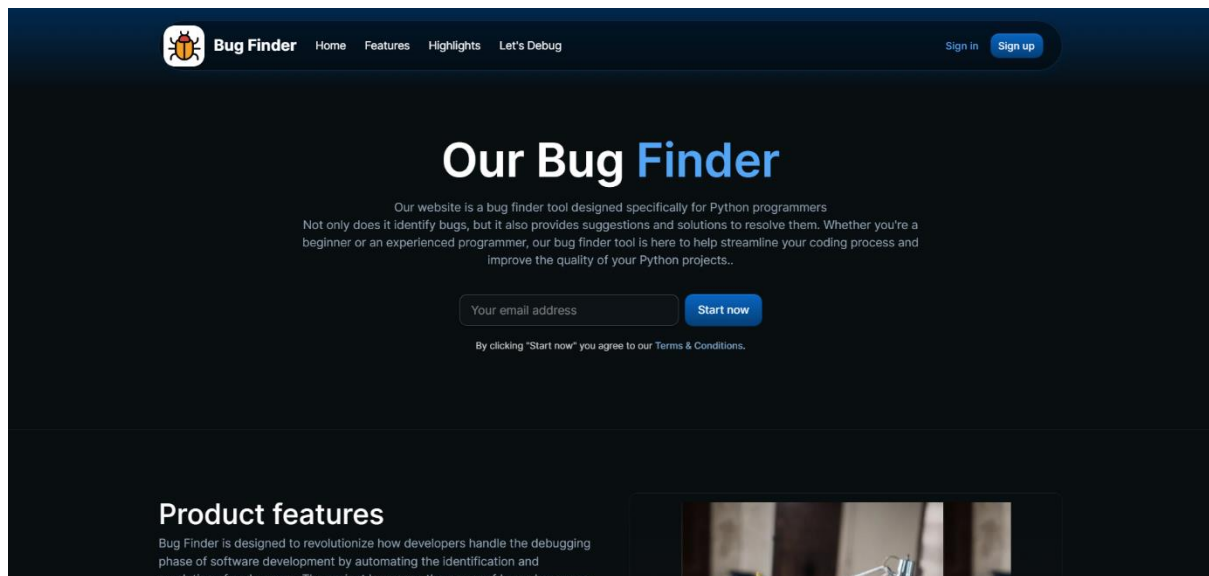 Bug Finder Home Features Highlights Let's Debug Sign in Sign up
Our Bug Finder
Our website is a bug finder tool designed specifically for Python programmers
Not only does it identify bugs, but it also provides suggestions and solutions to resolve them. Whether you're a
beginner or an experienced programmer, our bug finder tool is here to help streamline your coding process and
improve the quality of your Python projects..
Your email address Start now
By clicking "Start now" you agree to our Terms & Conditions.
Product features
Bug Finder is designed to revolutionize how developers handle the debugging
phase of software development by automating the identification and